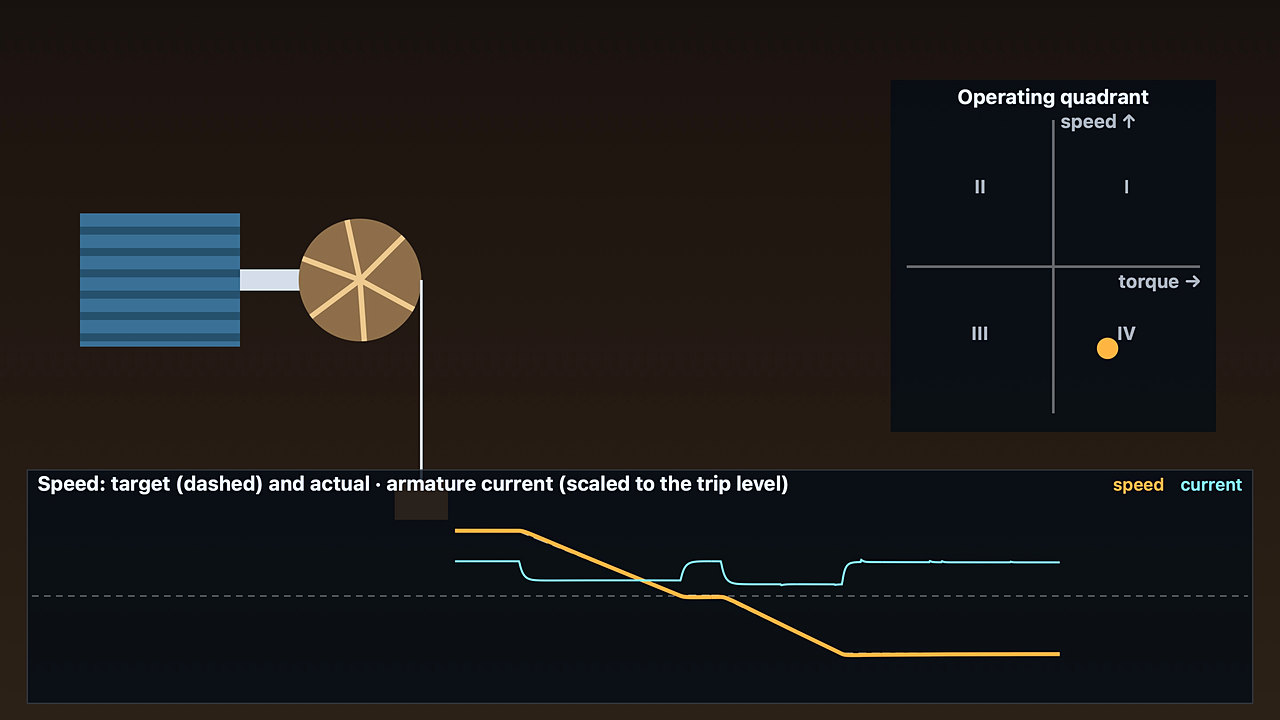 Operating quadrant
speed ↑
II
I
torque →
III
IV
Speed: target (dashed) and actual · armature current (scaled to the trip level)
speed
current